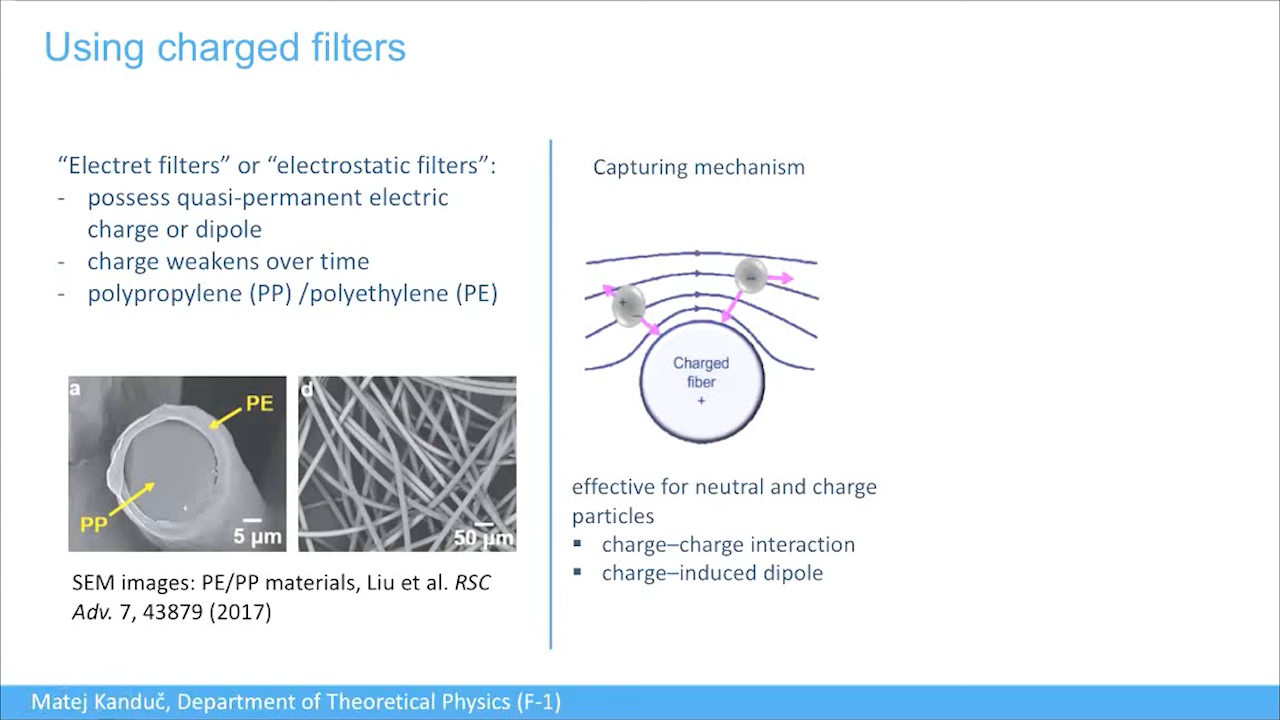 Using charged filters
“Electret filters” or “electrostatic filters”:
- possess quasi-permanent electric
charge or dipole
- charge weakens over time
- polypropylene (PP) /polyethylene (PE)
a
PE
PP
5 µm
d
50 µm
SEM images: PE/PP materials, Liu et al. RSC
Adv. 7, 43879 (2017)
Capturing mechanism
+
–
–
Charged
fiber
+
effective for neutral and charge
particles
▪ charge–charge interaction
▪ charge–induced dipole
Matej Kanduč, Department of Theoretical Physics (F-1)